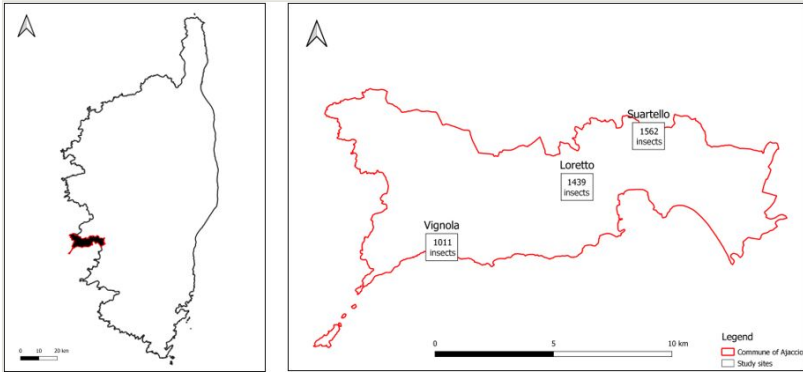 0 10 20 km
Suartello
1562
insects
Loretto
1439
insects
Vignola
1011
insects
0 5 10 km
Legend
Commune of Ajaccio
Study sites